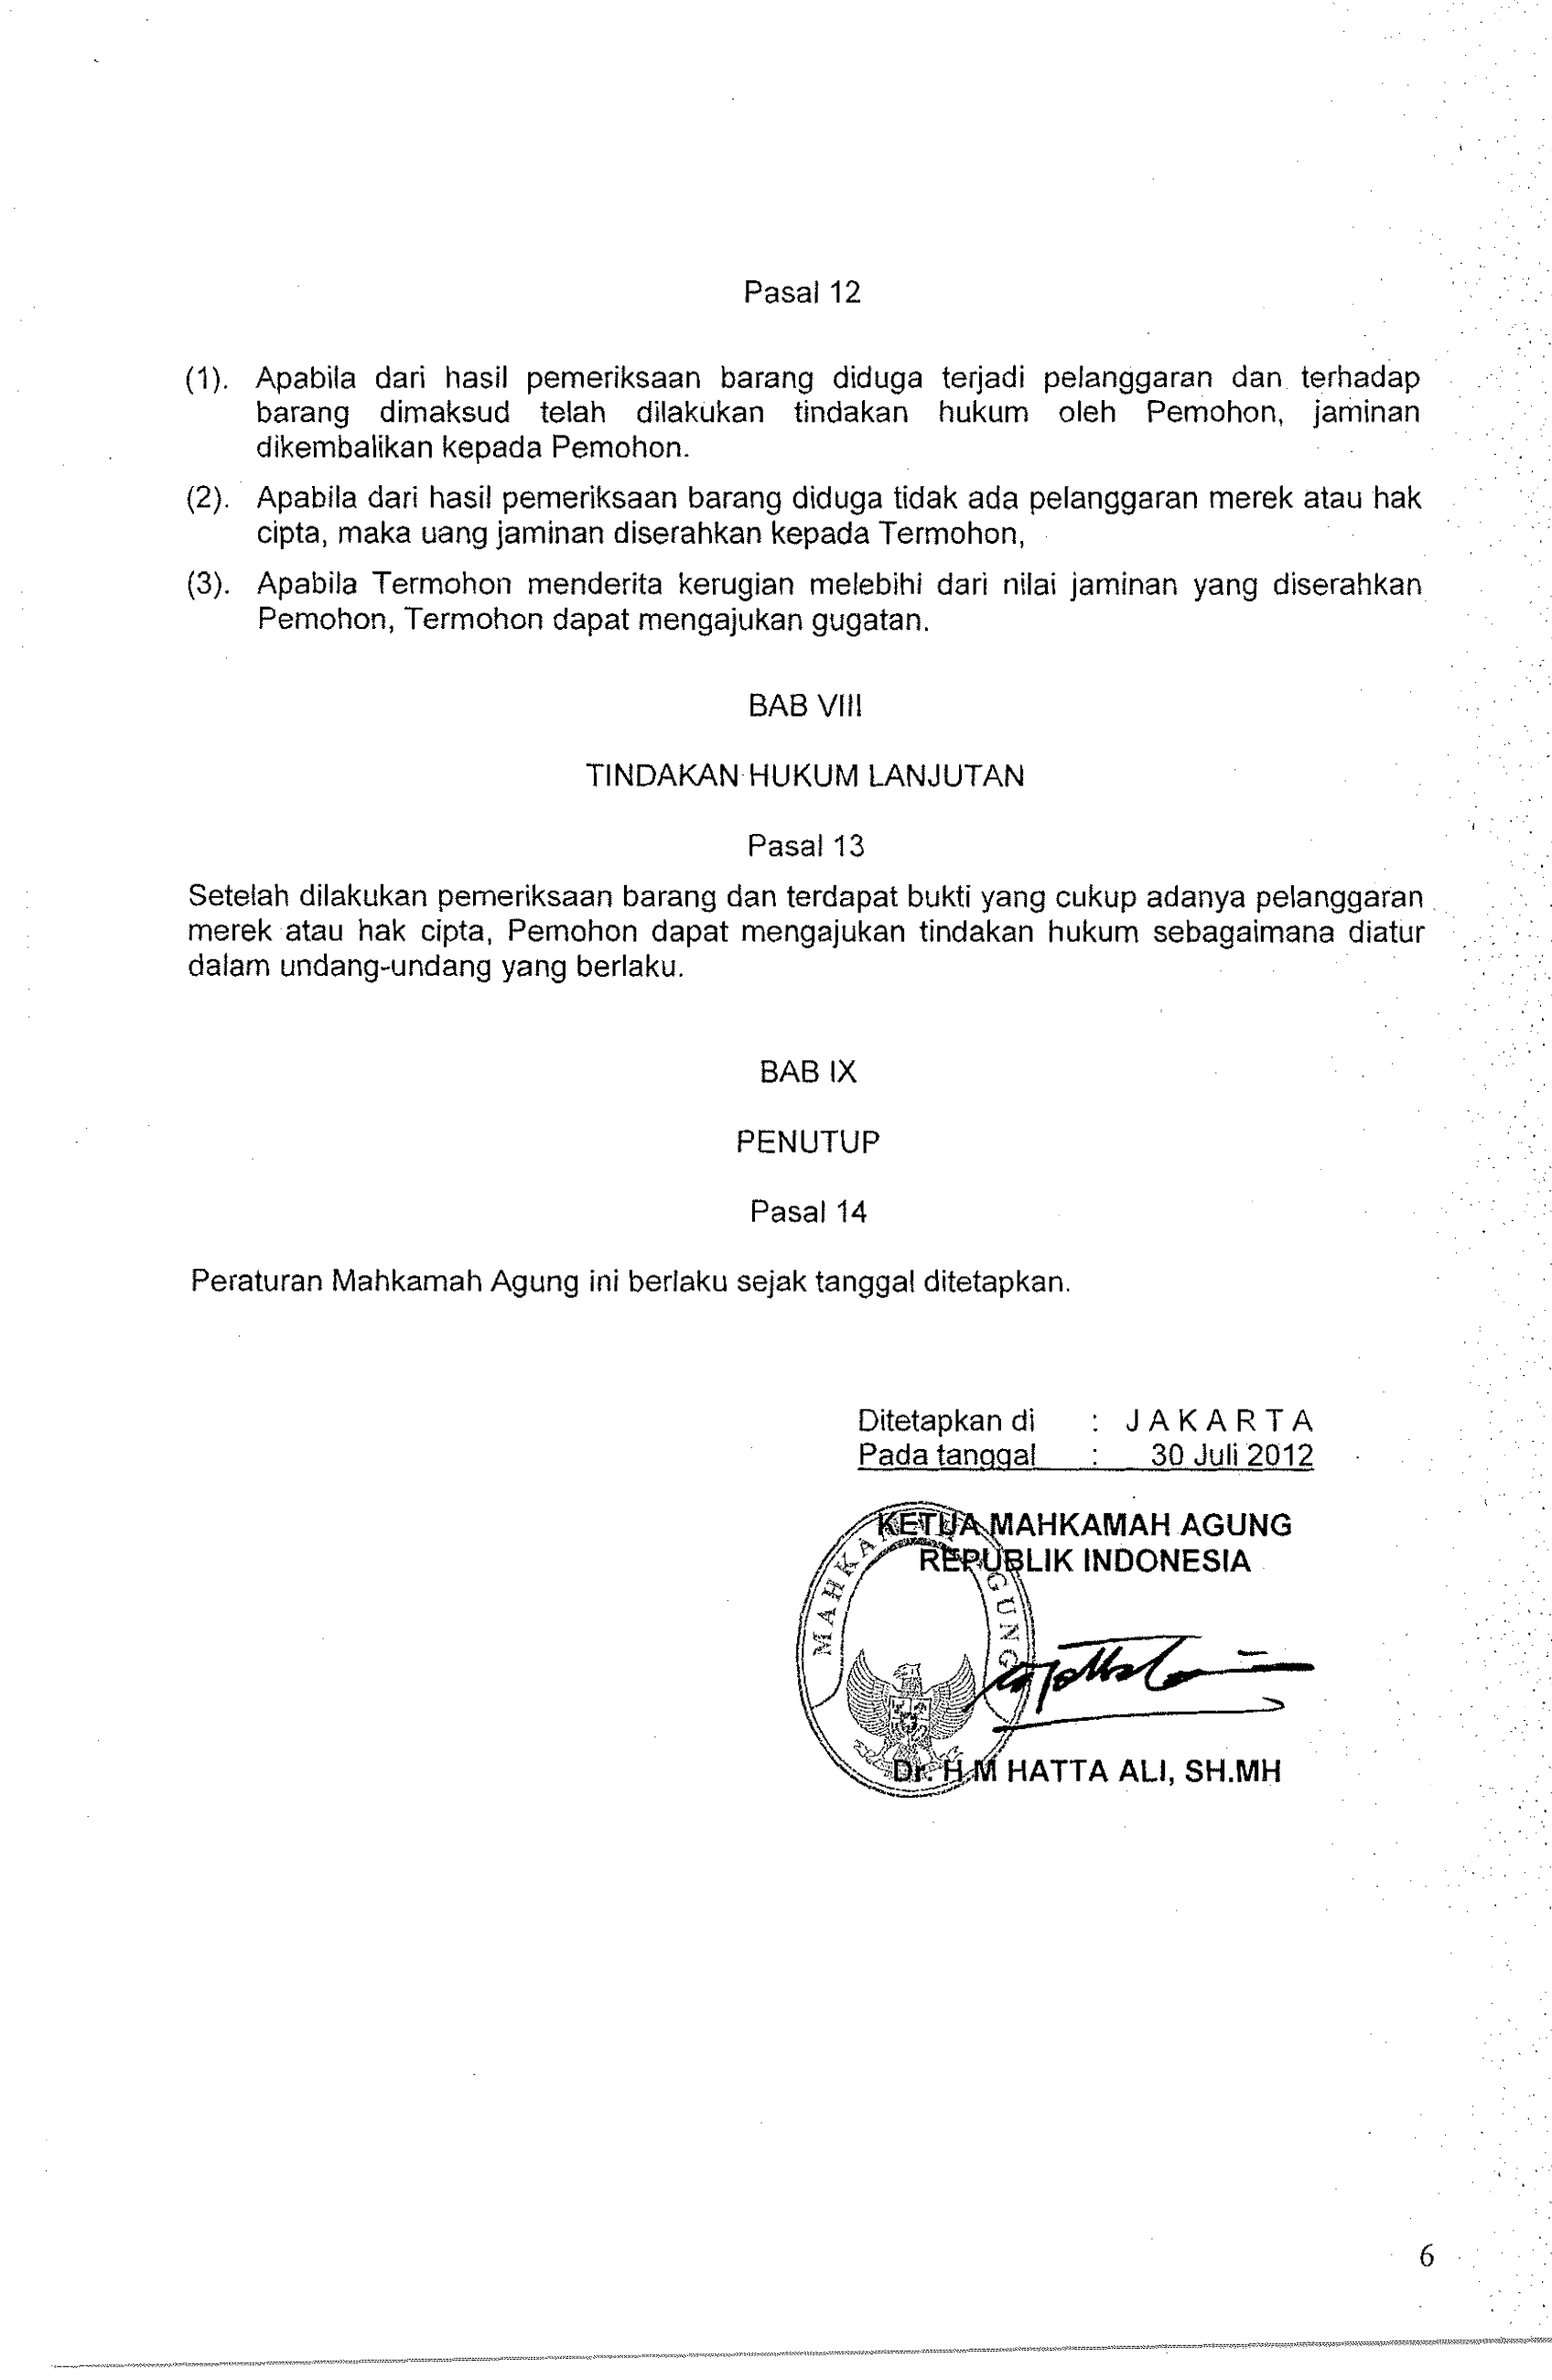 Pasal 12
(1). Apabila dari hasil pemeriksaan barang diduga terjadi pelanggaran dan terhadap
barang dimaksud telah dilakukan tindakan hukum oleh Pemohon, jaminan
dikembalikan kepada Pemohon.
(2). Apabila dari hasil pemeriksaan barang diduga tidak ada pelanggaran merek atau hak
cipta, maka uang jaminan diserahkan kepada Termohon,
(3). Apabila Termohon menderita kerugian melebihi dari nilai jaminan yang diserahkan
Pemohon, Termohon dapat mengajukan gugatan.
BAB VIII
TINDAKAN HUKUM LANJUTAN
Pasal 13
Setelah dilakukan pemeriksaan barang dan terdapat bukti yang cukup adanya pelanggaran
merek atau hak cipta, Pemohon dapat mengajukan tindakan hukum sebagaimana diatur
dalam undang-undang yang berlaku.
BAB IX
PENUTUP
Pasal 14
Peraturan Mahkamah Agung ini berlaku sejak tanggal ditetapkan.
Ditetapkan di : J A K A R T A
Pada tanggal : 30 Juli 2012
KETUA MAHKAMAH AGUNG
REPUBLIK INDONESIA
Dr. H.M HATTA ALI, SH.MH
6